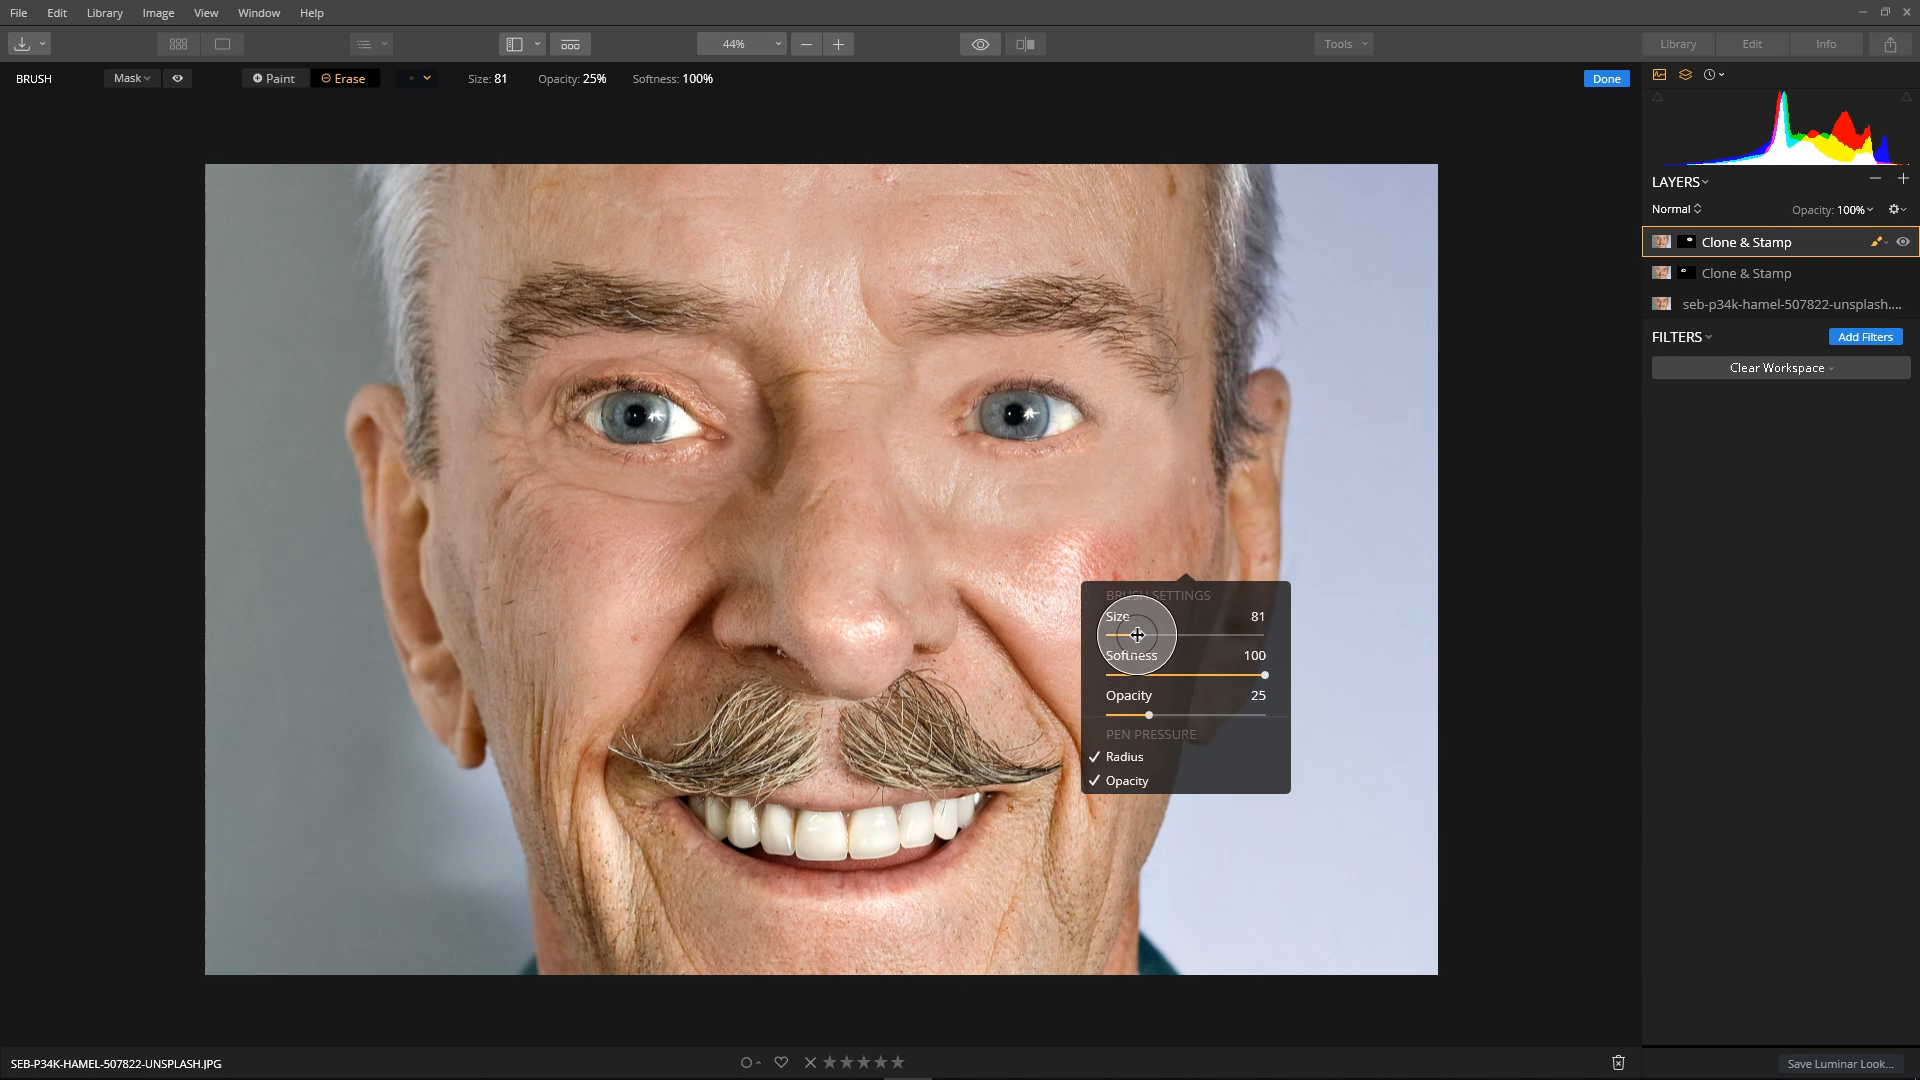 File Edit Library Image View Window Help
44% Tools Library Edit Info
BRUSH Mask Paint Erase Size: 81 Opacity: 25% Softness: 100% Done
LAYERS
Normal Opacity: 100%
Clone & Stamp
Clone & Stamp
seb-p34k-hamel-507822-unsplash....
FILTERS Add Filters
Clear Workspace
BRUSH SETTINGS
Size 81
Softness 100
Opacity 25
PEN PRESSURE
Radius
Opacity
SEB-P34K-HAMEL-507822-UNSPLASH.JPG
Save Luminar Look...